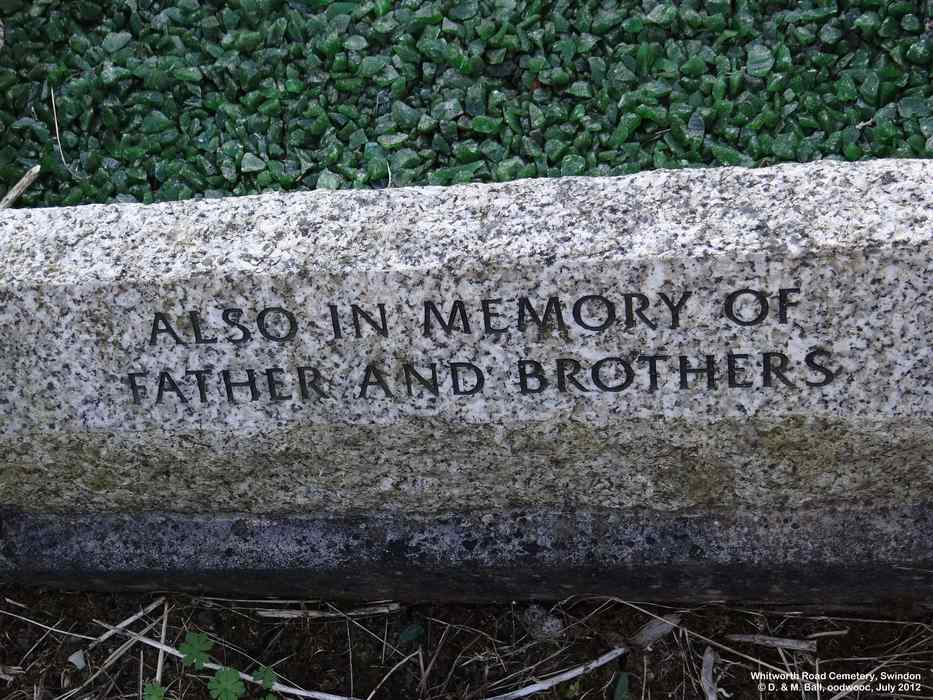 ALSO IN MEMORY OF
FATHER AND BROTHERS
Whitworth Road Cemetery, Swindon
© D. & M. Ball, oodwooc, July 2012